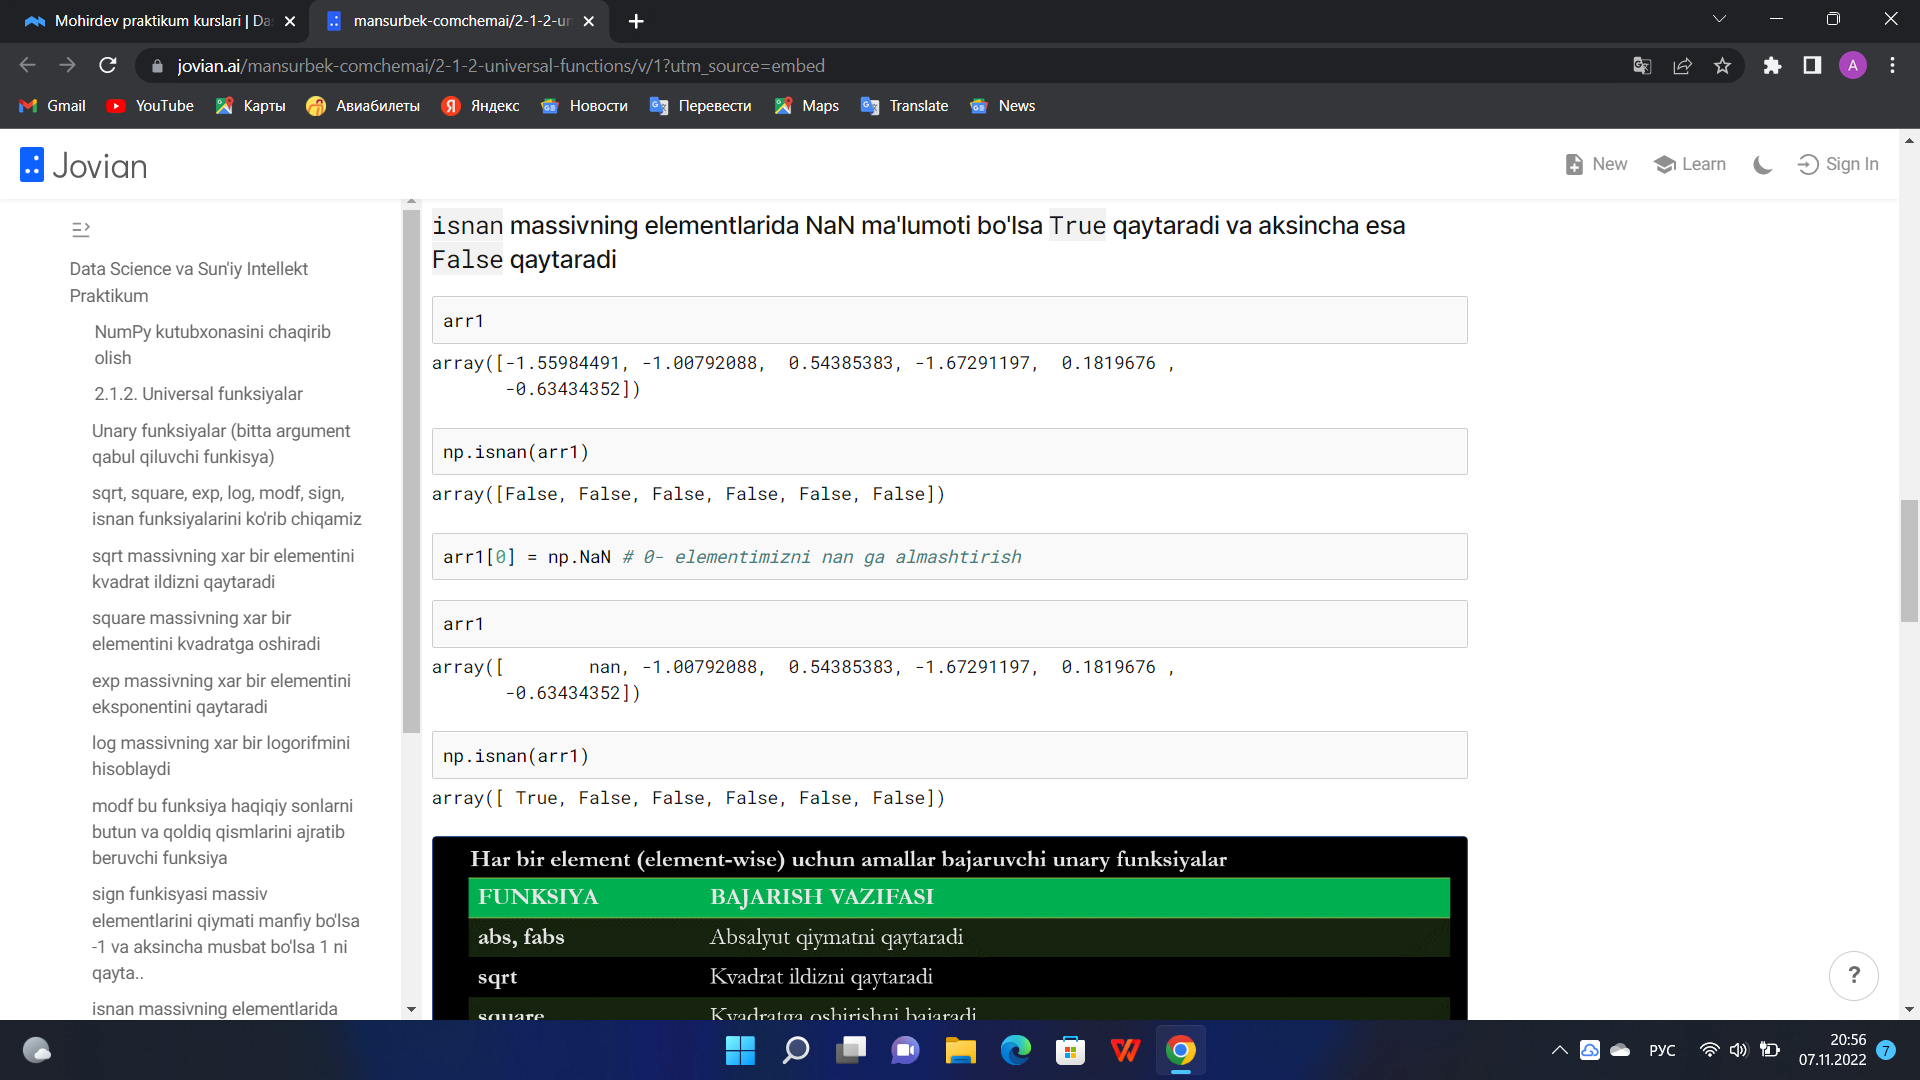 Mohirdev praktikum kurslari | Da
mansurbek-comchemai/2-1-2-un
jovian.ai/mansurbek-comchemai/2-1-2-universal-functions/v/1?utm_source=embed
A
Gmail YouTube Карты Авиабилеты Яндекс Новости Перевести Maps Translate News
Jovian
New Learn Sign In
Data Science va Sun'iy Intellekt
Praktikum
NumPy kutubxonasini chaqirib
olish
2.1.2. Universal funksiyalar
Unary funksiyalar (bitta argument
qabul qiluvchi funkisya)
sqrt, square, exp, log, modf, sign,
isnan funksiyalarini ko'rib chiqamiz
sqrt massivning xar bir elementini
kvadrat ildizni qaytaradi
square massivning xar bir
elementini kvadratga oshiradi
exp massivning xar bir elementini
eksponentini qaytaradi
log massivning xar bir logorifmini
hisoblaydi
modf bu funksiya haqiqiy sonlarni
butun va qoldiq qismlarini ajratib
beruvchi funksiya
sign funkisyasi massiv
elementlarini qiymati manfiy bo'lsa
-1 va aksincha musbat bo'lsa 1 ni
qayta..
isnan massivning elementlarida
isnan massivning elementlarida NaN ma'lumoti bo'lsa True qaytaradi va aksincha esa
False qaytaradi
arr1
array([-1.55984491, -1.00792088,  0.54385383, -1.67291197,  0.1819676 ,
       -0.63434352])
np.isnan(arr1)
array([False, False, False, False, False, False])
arr1[0] = np.NaN # 0- elementimizni nan ga almashtirish
arr1
array([        nan, -1.00792088,  0.54385383, -1.67291197,  0.1819676 ,
       -0.63434352])
np.isnan(arr1)
array([ True, False, False, False, False, False])
Har bir element (element-wise) uchun amallar bajaruvchi unary funksiyalar
FUNKSIYA BAJARISH VAZIFASI
abs, fabs Absalyut qiymatni qaytaradi
sqrt Kvadrat ildizni qaytaradi
square Kvadratga oshirishni bajaradi
?
РУС
20:56
07.11.2022
7